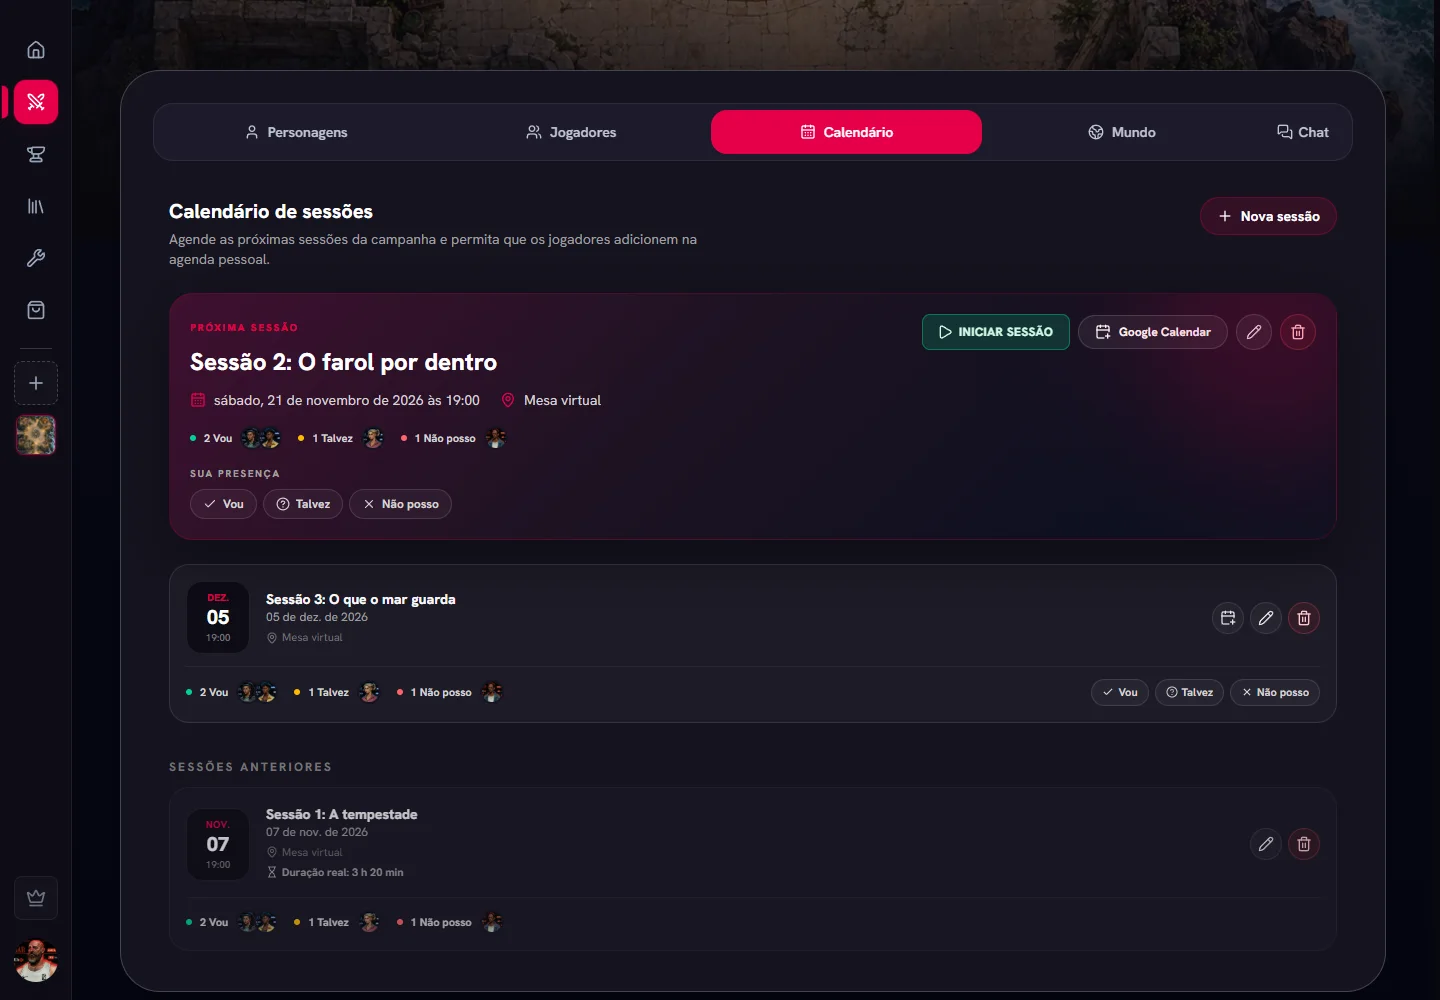 Personagens
Jogadores
Calendário
Mundo
Chat
Calendário de sessões
Nova sessão
Agende as próximas sessões da campanha e permita que os jogadores adicionem na
agenda pessoal.
PRÓXIMA SESSÃO
INICIAR SESSÃO
Google Calendar
Sessão 2: O farol por dentro
sábado, 21 de novembro de 2026 às 19:00
Mesa virtual
2 Vou
1 Talvez
1 Não posso
SUA PRESENÇA
Vou
Talvez
Não posso
DEZ.
05
19:00
Sessão 3: O que o mar guarda
05 de dez. de 2026
Mesa virtual
2 Vou
1 Talvez
1 Não posso
Vou
Talvez
Não posso
SESSÕES ANTERIORES
NOV.
07
19:00
Sessão 1: A tempestade
07 de nov. de 2026
Mesa virtual
Duração real: 3 h 20 min
2 Vou
1 Talvez
1 Não posso